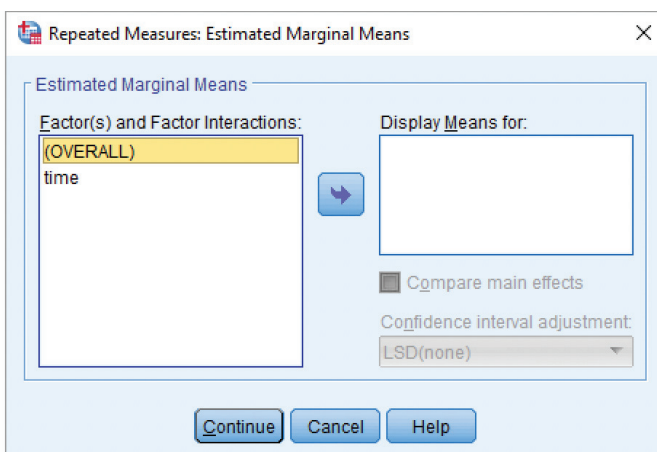 Repeated Measures: Estimated Marginal Means
Estimated Marginal Means
Factor(s) and Factor Interactions:
(OVERALL)
time
Display Means for:
Compare main effects
Confidence interval adjustment:
LSD(none)
Continue
Cancel
Help